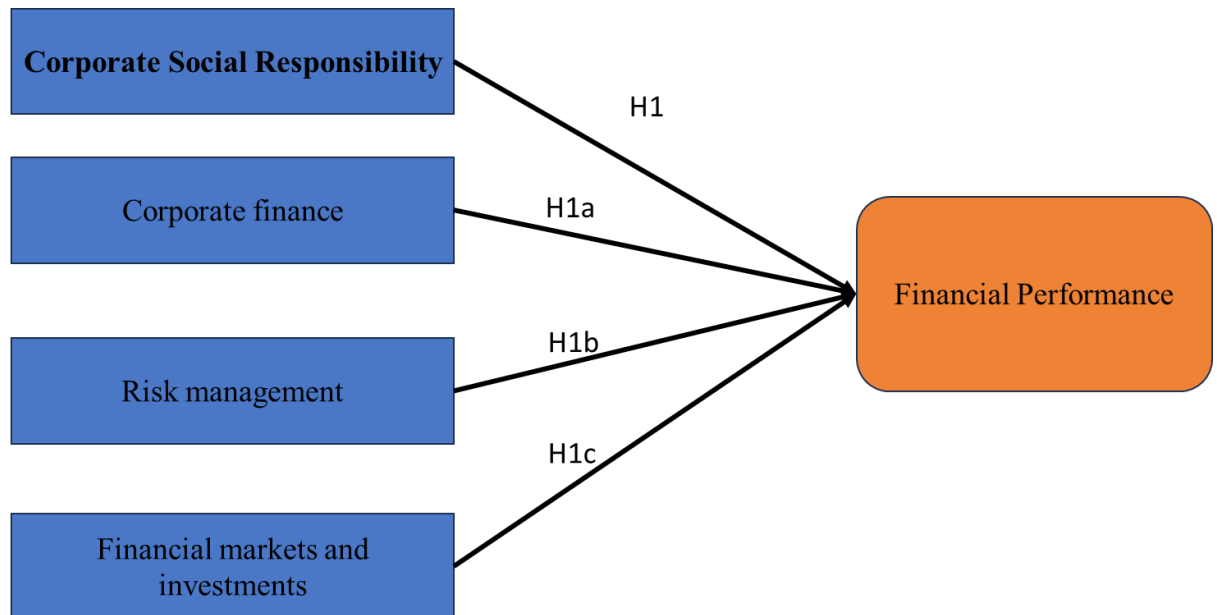 Corporate Social Responsibility
H1
Corporate finance
H1a
Financial Performance
Risk management
H1b
H1c
Financial markets and
investments